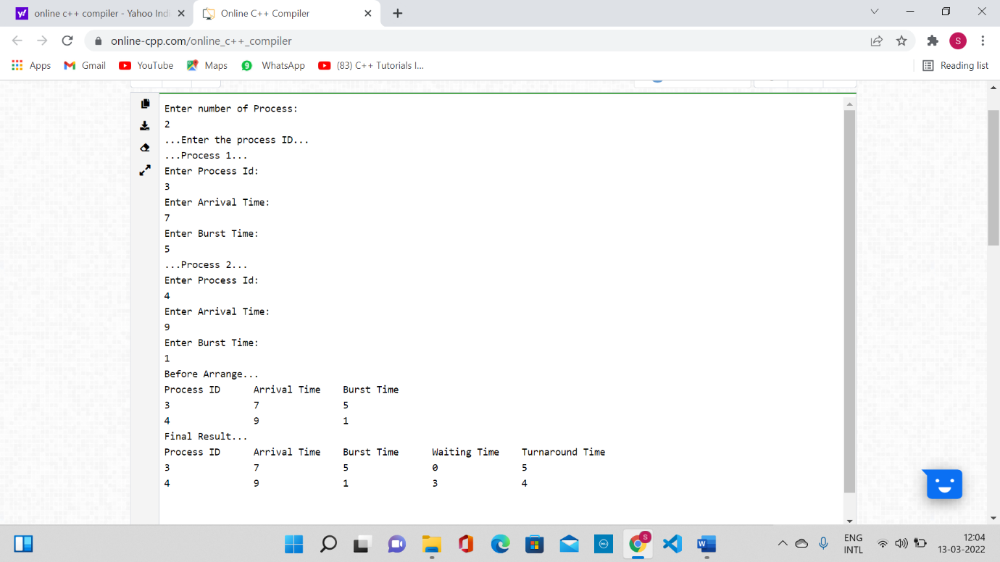 online c++ compiler - Yahoo Indi
Online C++ Compiler
online-cpp.com/online_c++_compiler
S
Apps
Gmail
YouTube
Maps
9
WhatsApp
(83) C++ Tutorials I...
Reading list
Enter number of Process:
2
...Enter the process ID...
...Process 1...
Enter Process Id:
3
Enter Arrival Time:
7
Enter Burst Time:
5
...Process 2...
Enter Process Id:
4
Enter Arrival Time:
9
Enter Burst Time:
1
Before Arrange...
Process ID Arrival Time Burst Time
3 7 5
4 9 1
Final Result...
Process ID Arrival Time Burst Time Waiting Time Turnaround Time
3 7 5 0 5
4 9 1 3 4
ENG
INTL
12:04
13-03-2022